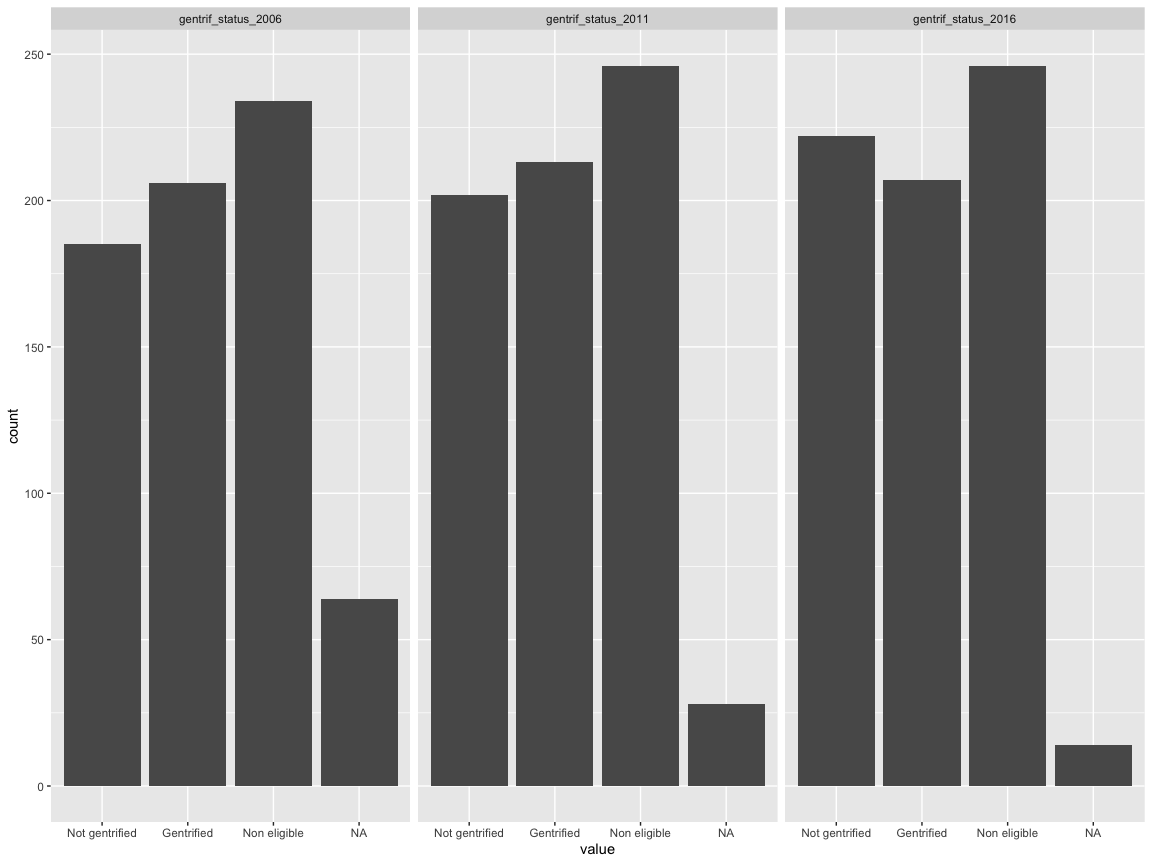 gentrif_status_2006 gentrif_status_2011 gentrif_status_2016
250
200
150
100
50
0
count
Not gentrified Gentrified Non eligible NA Not gentrified Gentrified Non eligible NA Not gentrified Gentrified Non eligible NA
value